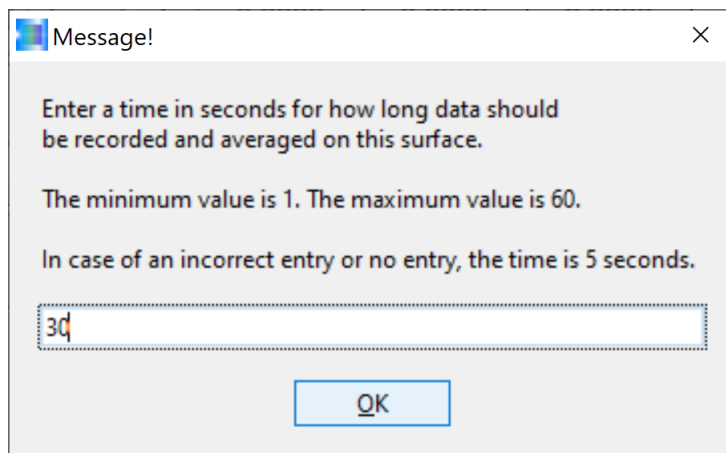 Message!
Enter a time in seconds for how long data should
be recorded and averaged on this surface.
The minimum value is 1. The maximum value is 60.
In case of an incorrect entry or no entry, the time is 5 seconds.
30
OK